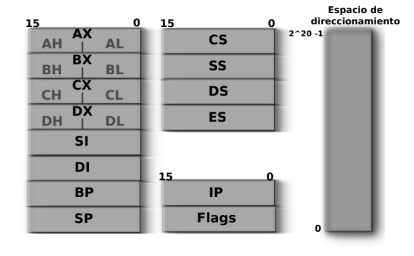 15 0
AX
AH AL
BX
BH BL
CX
CH CL
DX
DH DL
SI
DI
BP
SP
15 0
CS
SS
DS
ES
15 0
IP
Flags
Espacio de
direccionamiento
2^20 -1
0